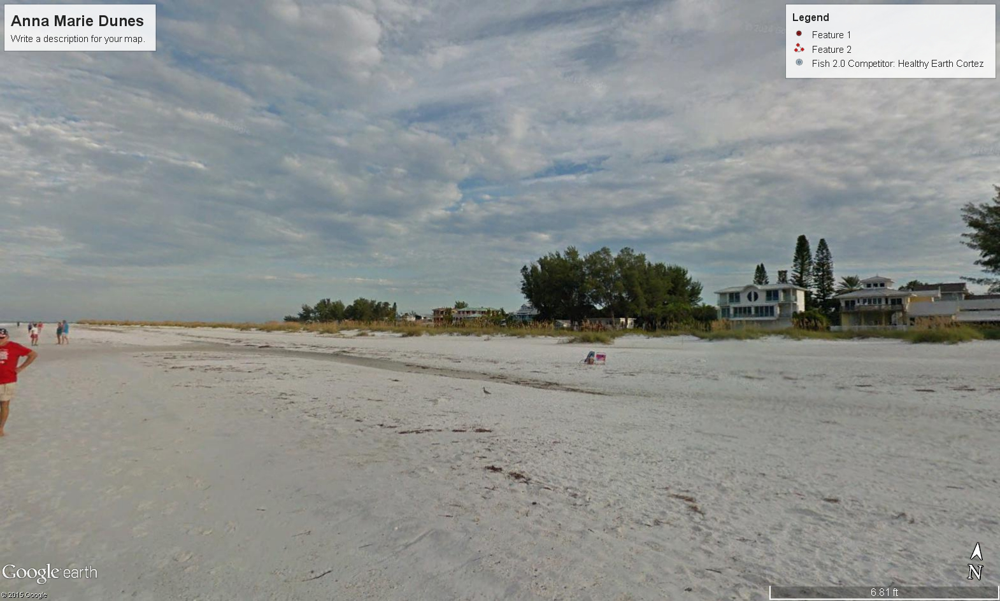 Anna Marie Dunes
Write a description for your map.
Legend
Feature 1
Feature 2
Fish 2.0 Competitor: Healthy Earth Cortez
Google earth
© 2015 Google
N
6.81 ft